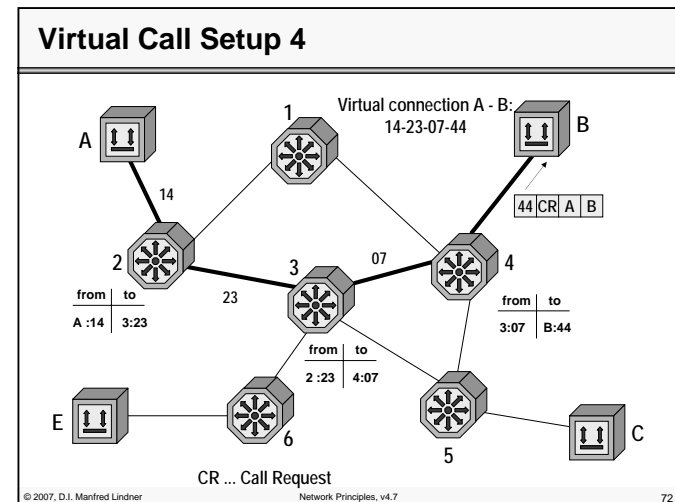 Virtual Call Setup 4
Virtual connection A - B:
14-23-07-44
A
1
B
14
44 CR A B
2
3
07
4
23
from to
A :14 3:23
from to
3:07 B:44
from to
2 :23 4:07
E
6
5
C
CR ... Call Request
© 2007, D.I. Manfred Lindner
Network Principles, v4.7
72